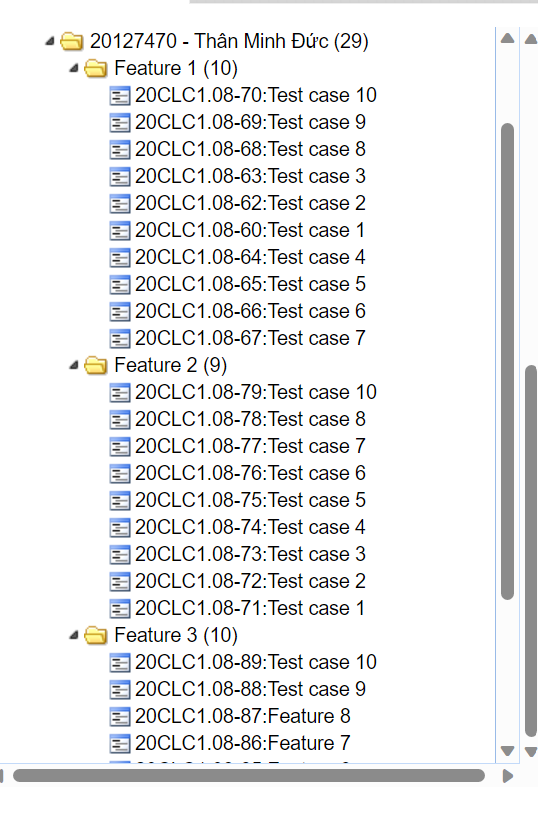 20127470 - Thân Minh Đức (29)
Feature 1 (10)
20CLC1.08-70:Test case 10
20CLC1.08-69:Test case 9
20CLC1.08-68:Test case 8
20CLC1.08-63:Test case 3
20CLC1.08-62:Test case 2
20CLC1.08-60:Test case 1
20CLC1.08-64:Test case 4
20CLC1.08-65:Test case 5
20CLC1.08-66:Test case 6
20CLC1.08-67:Test case 7
Feature 2 (9)
20CLC1.08-79:Test case 10
20CLC1.08-78:Test case 8
20CLC1.08-77:Test case 7
20CLC1.08-76:Test case 6
20CLC1.08-75:Test case 5
20CLC1.08-74:Test case 4
20CLC1.08-73:Test case 3
20CLC1.08-72:Test case 2
20CLC1.08-71:Test case 1
Feature 3 (10)
20CLC1.08-89:Test case 10
20CLC1.08-88:Test case 9
20CLC1.08-87:Feature 8
20CLC1.08-86:Feature 7